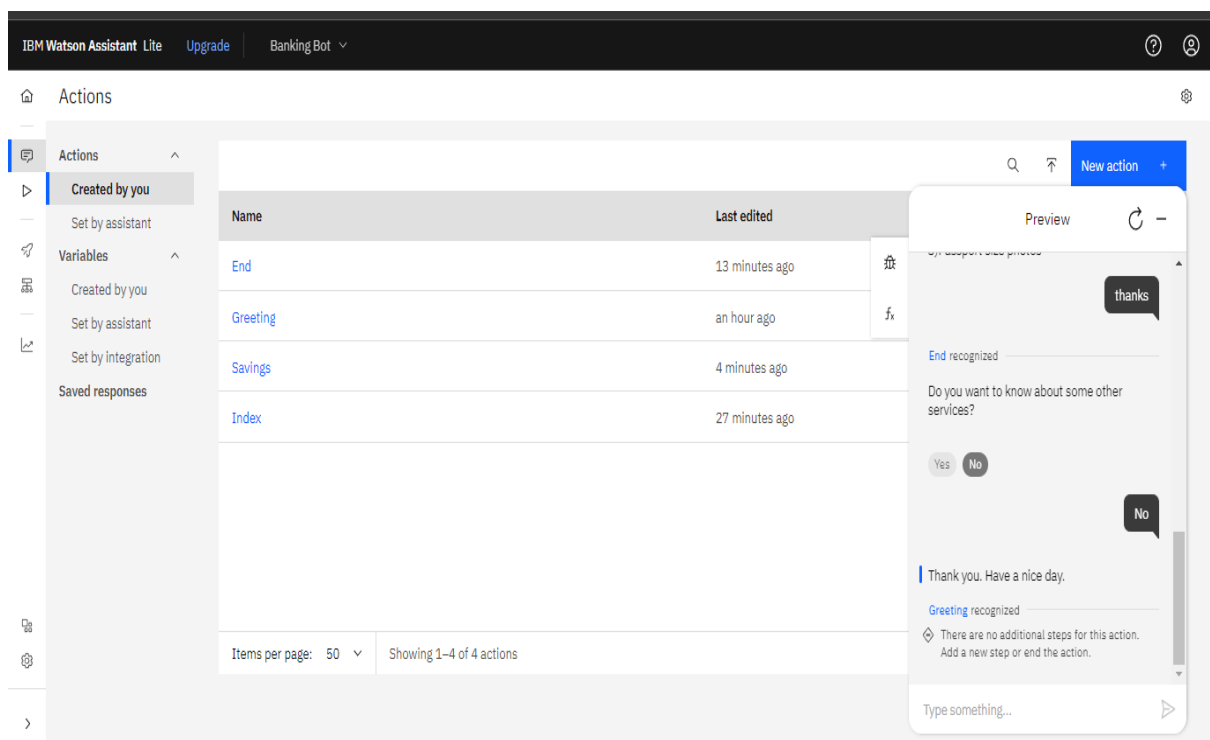 IBM Watson Assistant Lite Upgrade Banking Bot
Actions
Actions
Created by you
Set by assistant
Variables
Created by you
Set by assistant
Set by integration
Saved responses
New action +
Name Last edited
End 13 minutes ago
Greeting an hour ago
Savings 4 minutes ago
Index 27 minutes ago
Items per page: 50 Showing 1–4 of 4 actions
Preview
thanks
End recognized
Do you want to know about some other
services?
Yes No
No
Thank you. Have a nice day.
Greeting recognized
There are no additional steps for this action.
Add a new step or end the action.
Type something...